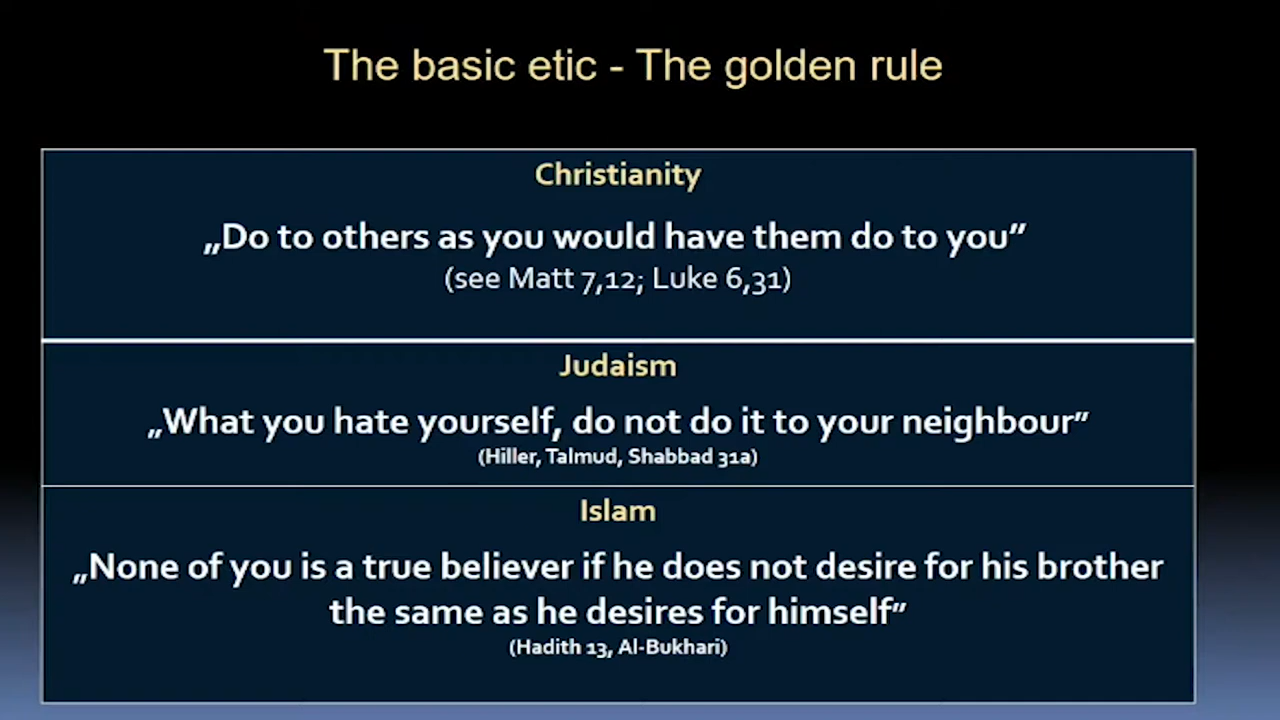 The basic etic - The golden rule
Christianity
„Do to others as you would have them do to you”
(see Matt 7,12; Luke 6,31)
Judaism
„What you hate yourself, do not do it to your neighbour”
(Hiller, Talmud, Shabbad 31a)
Islam
„None of you is a true believer if he does not desire for his brother
the same as he desires for himself”
(Hadith 13, Al-Bukhari)